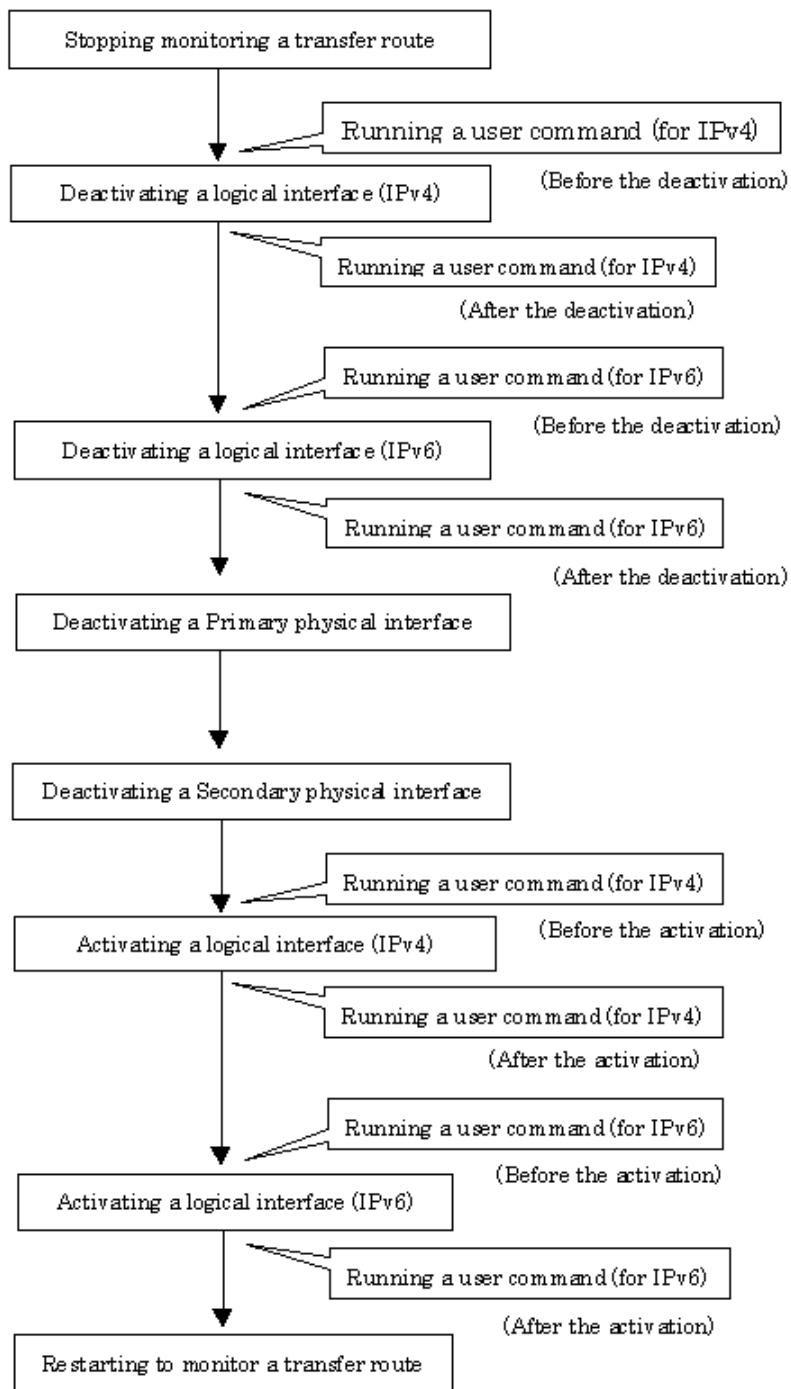 Stopping monitoring a transfer route
Running a user command (for IPv4)
(Before the deactivation)
Deactivating a logical interface (IPv4)
Running a user command (for IPv4)
(After the deactivation)
Running a user command (for IPv6)
(Before the deactivation)
Deactivating a logical interface (IPv6)
Running a user command (for IPv6)
(After the deactivation)
Deactivating a Primary physical interface
Deactivating a Secondary physical interface
Running a user command (for IPv4)
(Before the activation)
Activating a logical interface (IPv4)
Running a user command (for IPv4)
(After the activation)
Running a user command (for IPv6)
(Before the activation)
Activating a logical interface (IPv6)
Running a user command (for IPv6)
(After the activation)
Restarting to monitor a transfer route